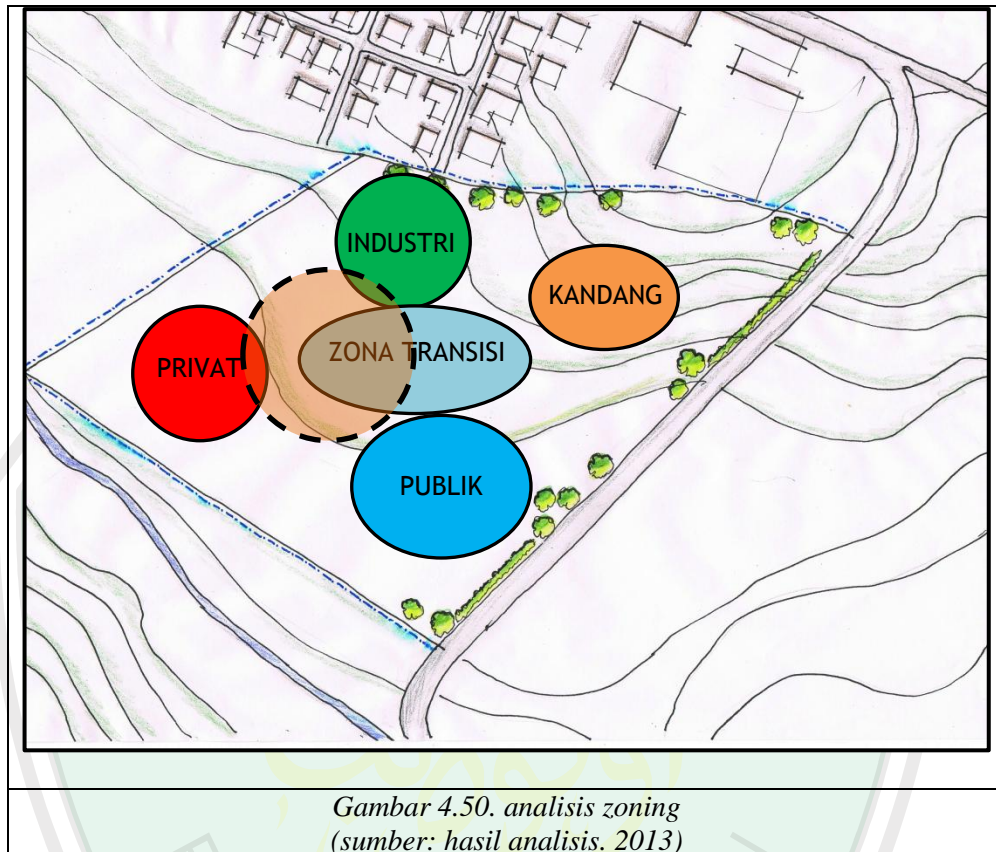 INDUSTRI
KANDANG
ZONA TRANSISI
PRIVAT
PUBLIK
Gambar 4.50. analisis zoning
(sumber: hasil analisis. 2013)